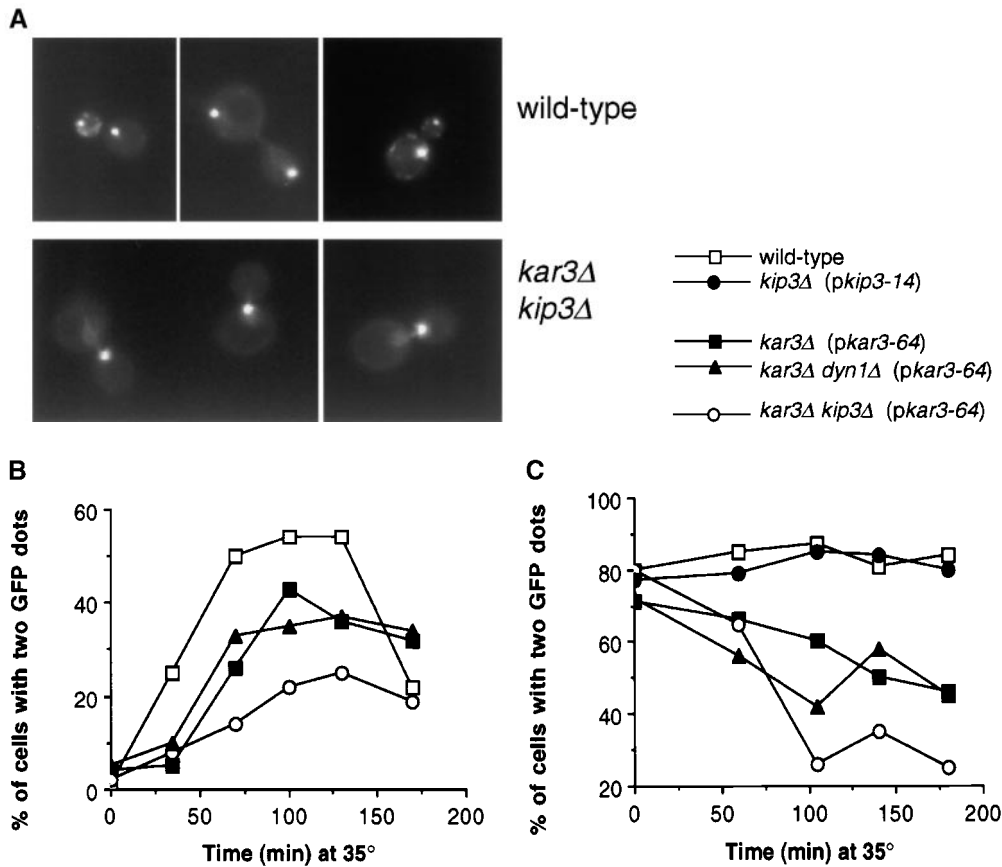 A
wild-type
kar3Δ
kip3Δ
wild-type
kip3Δ (pkip3-14)
kar3Δ (pkar3-64)
kar3Δ dyn1Δ (pkar3-64)
kar3Δ kip3Δ (pkar3-64)
B
% of cells with two GFP dots
60
40
20
0
0 50 100 150 200
Time (min) at 35°
C
% of cells with two GFP dots
100
80
60
40
20
0 50 100 150 200
Time (min) at 35°